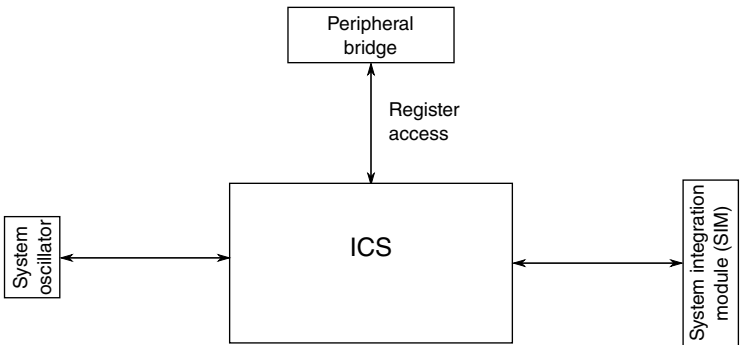 Peripheral
bridge
Register
access
ICS
System
oscillator
System integration
module (SIM)